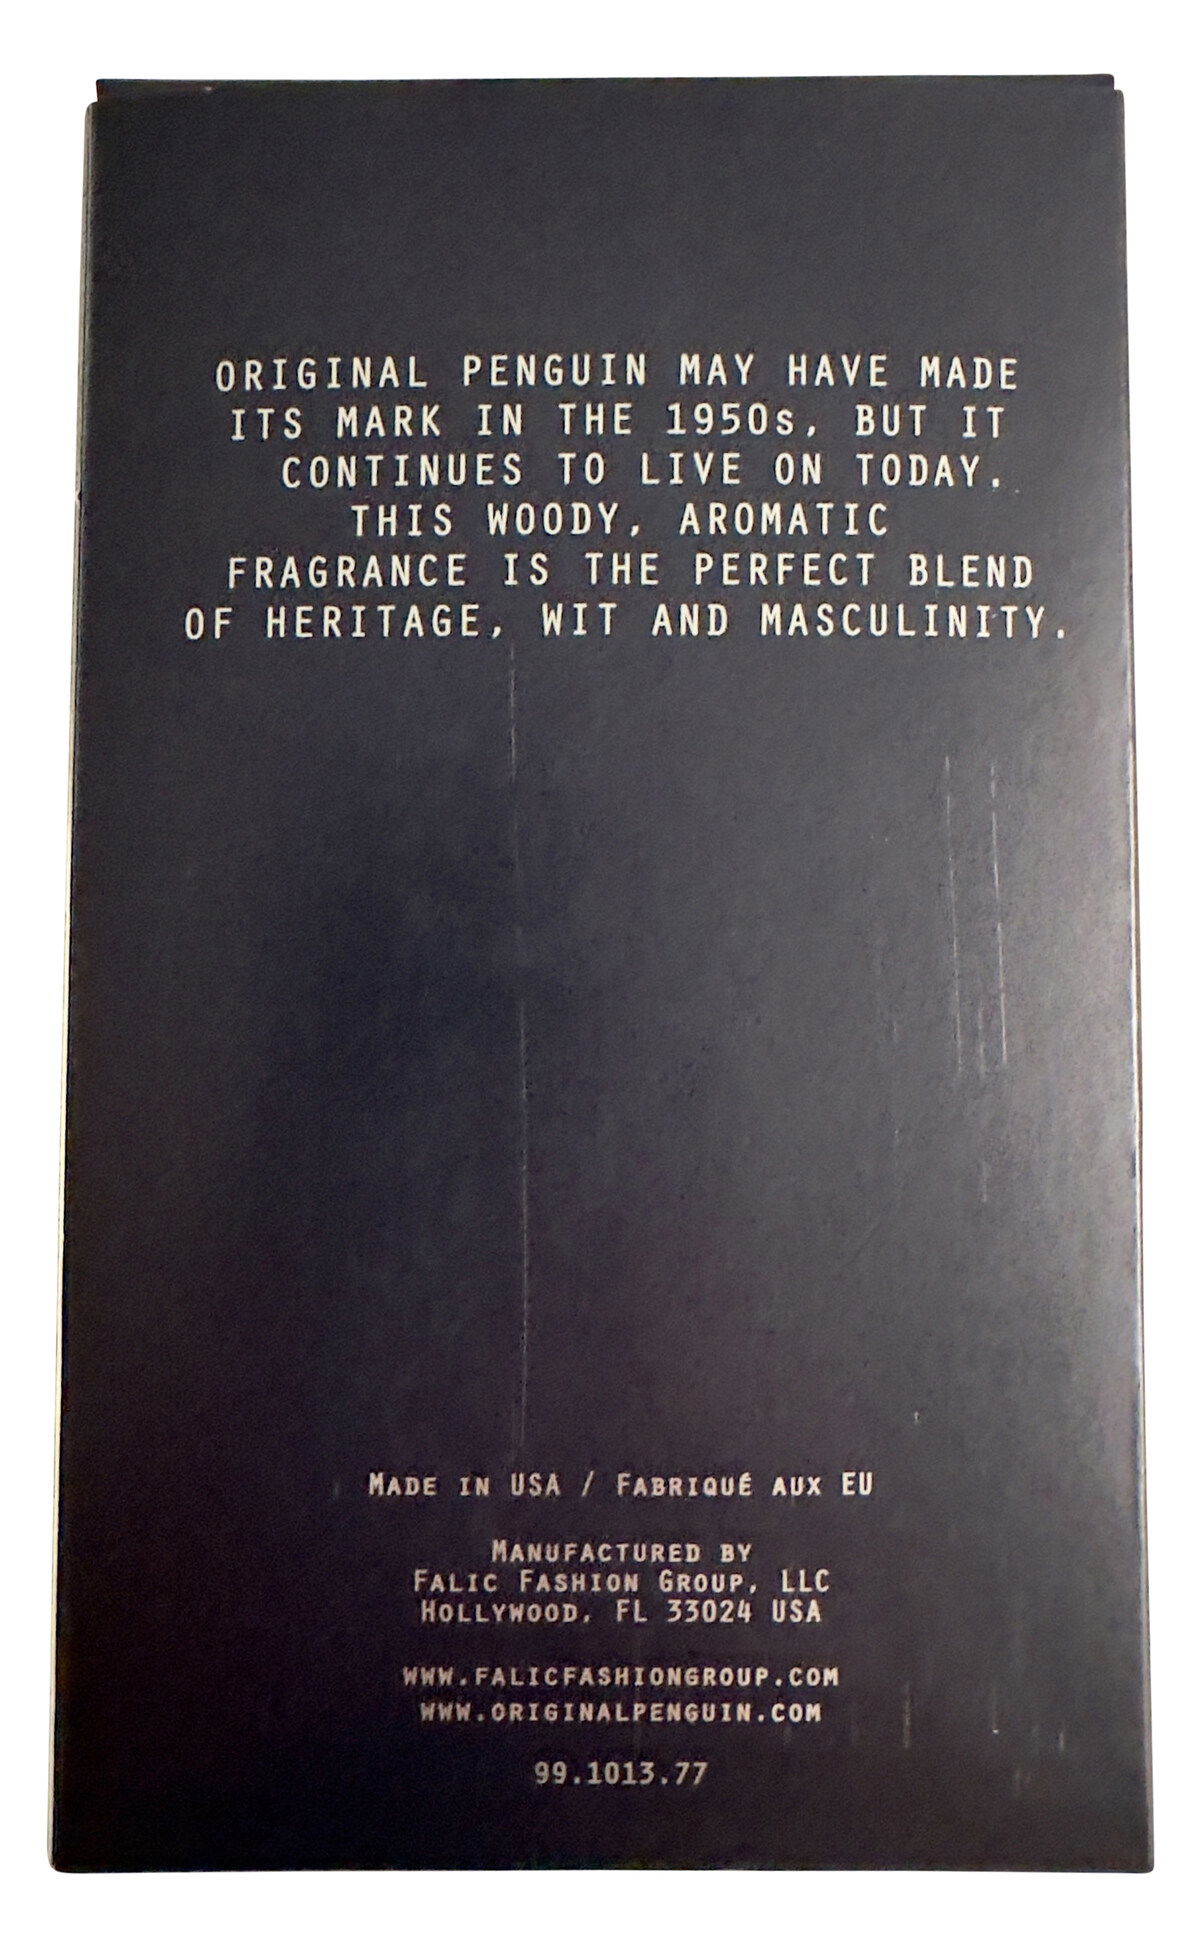 ORIGINAL PENGUIN MAY HAVE MADE
ITS MARK IN THE 1950s, BUT IT
CONTINUES TO LIVE ON TODAY.
THIS WOODY, AROMATIC
FRAGRANCE IS THE PERFECT BLEND
OF HERITAGE, WIT AND MASCULINITY.
MADE IN USA / FABRIQUÉ AUX EU
MANUFACTURED BY
FALIC FASHION GROUP, LLC
HOLLYWOOD, FL 33024 USA
WWW.FALICFASHIONGROUP.COM
WWW.ORIGINALPENGUIN.COM
99.1013.77